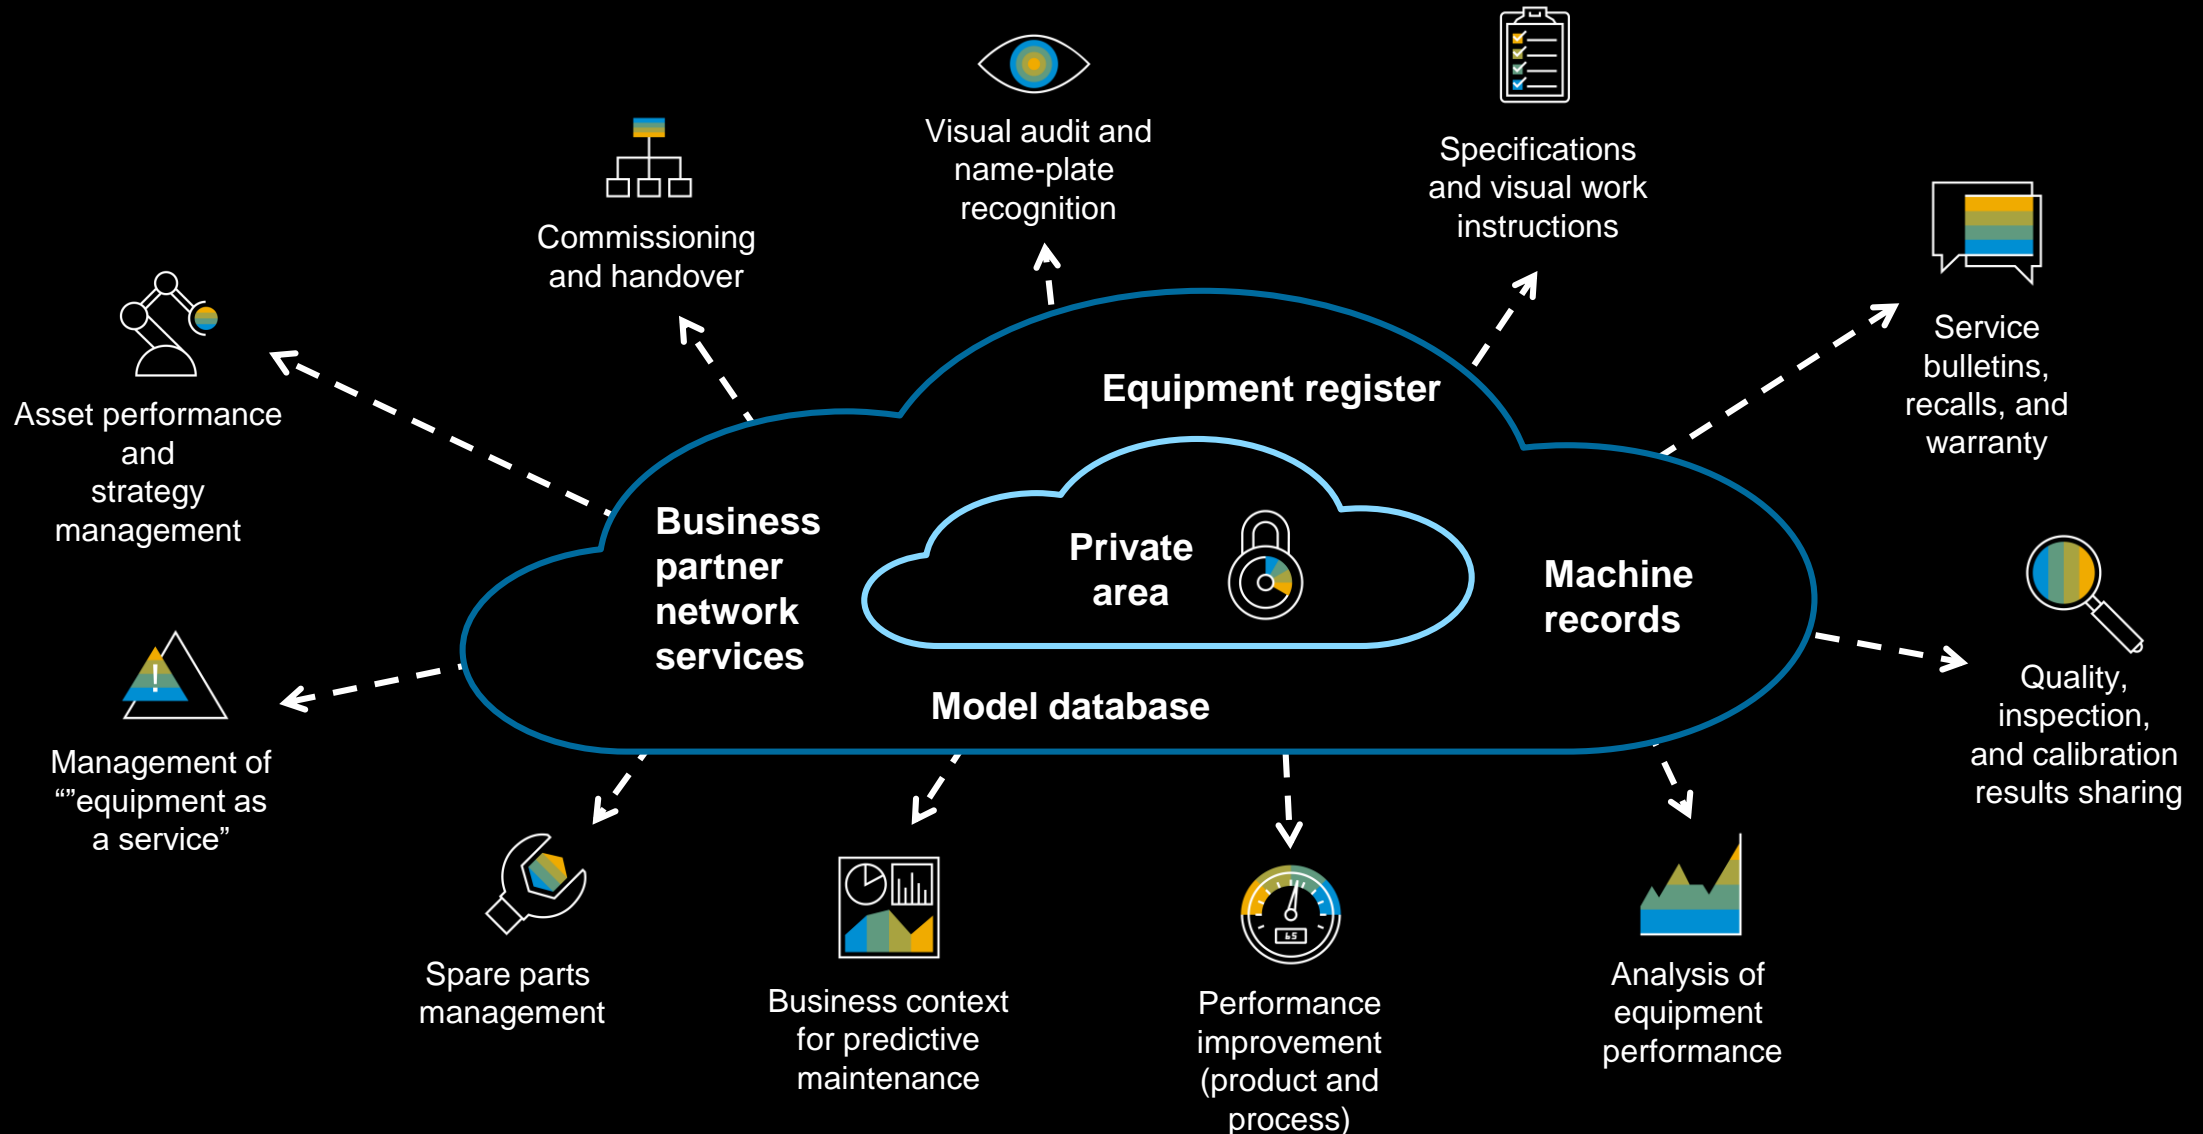 Visual audit and
name-plate
recognition
Specifications
and visual work
instructions
Commissioning
and handover
Service
bulletins,
recalls, and
warranty
Asset performance
and
strategy
management
Equipment register
Business
partner
network
services
Private
area
Machine
records
Model database
Quality,
inspection,
and calibration
results sharing
Management of
“”equipment as
a service”
!
Spare parts
management
Business context
for predictive
maintenance
65
Performance
improvement
(product and
process)
Analysis of
equipment
performance